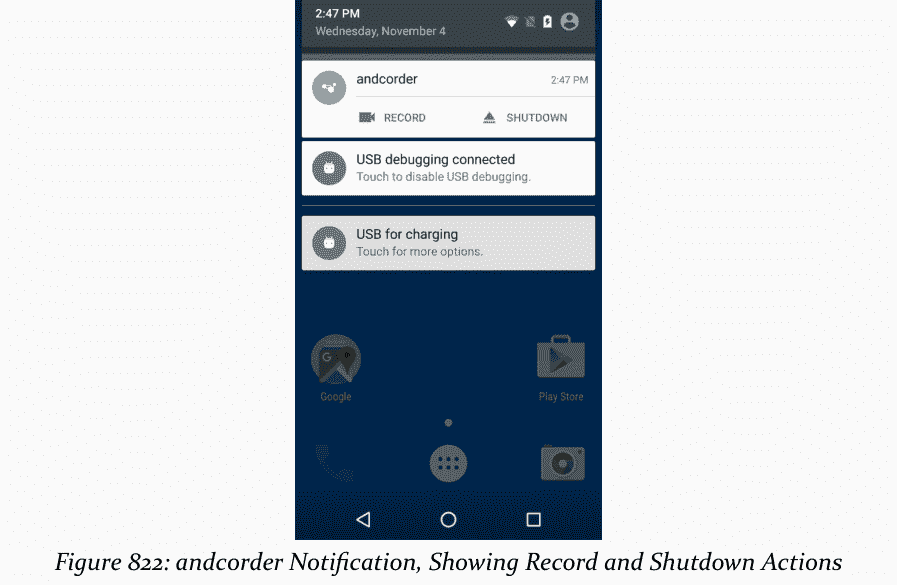 2:47 PM
Wednesday, November 4
andcorder
2:47 PM
RECORD
SHUTDOWN
USB debugging connected
Touch to disable USB debugging.
USB for charging
Touch for more options.
G
Google
Play Store
Figure 822: andcorder Notification, Showing Record and Shutdown Actions